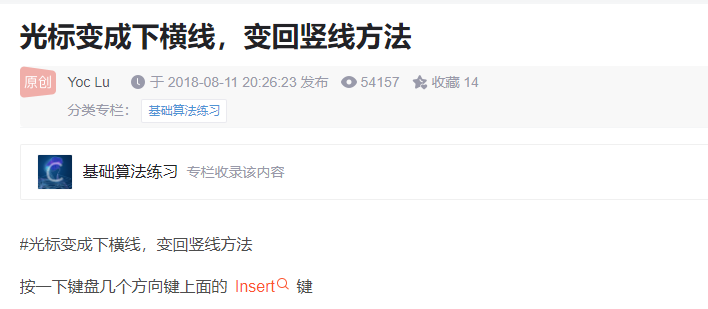 光标变成下横线，变回竖线方法
原创 Yoc Lu 于 2018-08-11 20:26:23 发布 54157 收藏 14
分类专栏： 基础算法练习
基础算法练习 专栏收录该内容
#光标变成下横线，变回竖线方法
按一下键盘几个方向键上面的 Insert 键